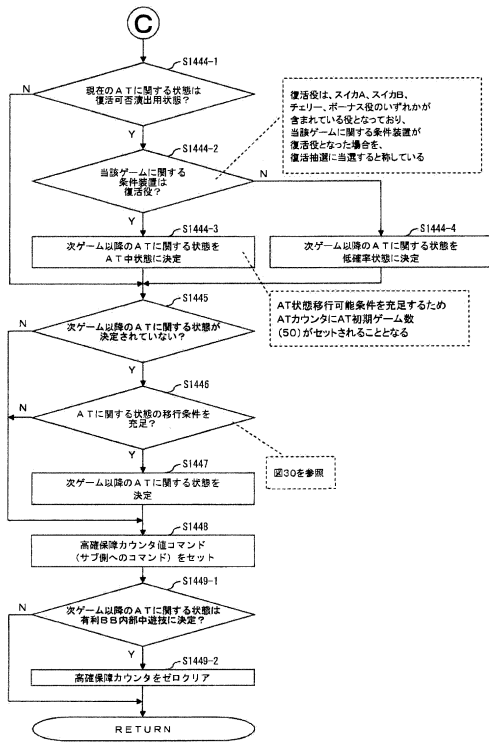 C
S1444-1
現在のATに関する状態は
復活可否演出用状態？
N
Y
復活役は、スイカA、スイカB、
チェリー、ボーナス役のいずれかが
含まれている役となっており、
当該ゲームに関する条件装置が
復活役となった場合を、
復活抽選に当選すると称している
S1444-2
当該ゲームに関する
条件装置は
復活役？
N
Y
S1444-3
次ゲーム以降のATに関する状態を
AT中状態に決定
S1444-4
次ゲーム以降のATに関する状態を
低確率状態に決定
AT状態移行可能条件を充足するため
ATカウンタにAT初期ゲーム数
(50)がセットされることとなる
S1445
次ゲーム以降のATに関する状態が
決定されていない？
N
Y
S1446
ATに関する状態の移行条件を
充足？
N
Y
図30を参照
S1447
次ゲーム以降のATに関する状態を
決定
S1448
高確保障カウンタ値コマンド
（サブ側へのコマンド）をセット
S1449-1
次ゲーム以降のATに関する状態は
有利BB内部中遊技に決定？
N
Y
S1449-2
高確保障カウンタをゼロクリア
RETURN